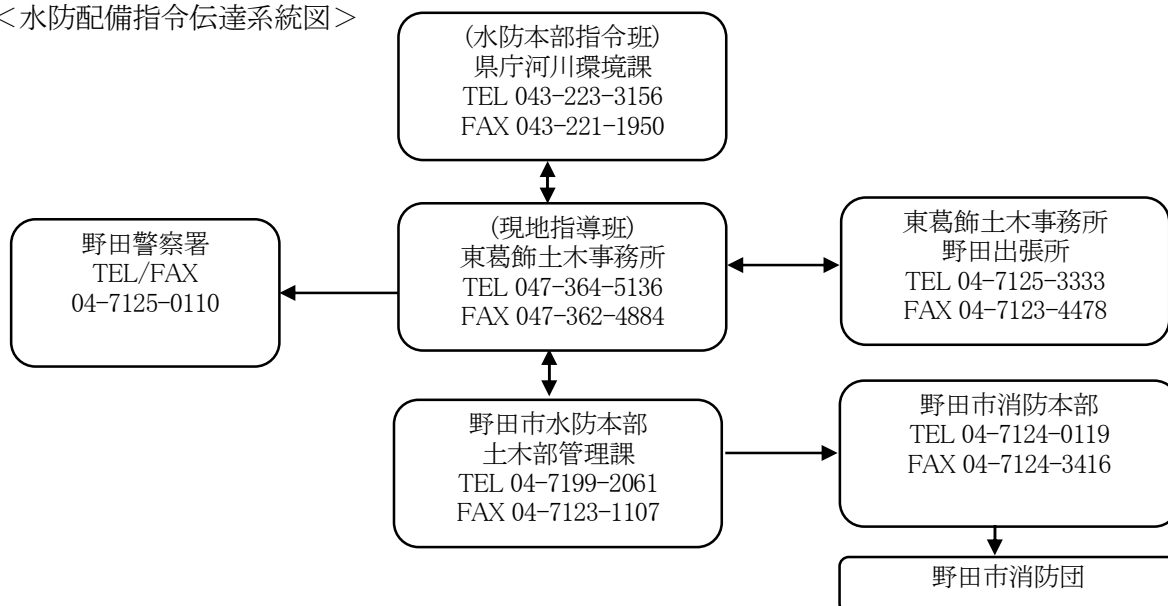 ＜水防配備指令伝達系統図＞
(水防本部指令班)
県庁河川環境課
TEL 043-223-3156
FAX 043-221-1950
野田警察署
TEL/FAX
04-7125-0110
(現地指導班)
東葛飾土木事務所
TEL 047-364-5136
FAX 047-362-4884
東葛飾土木事務所
野田出張所
TEL 04-7125-3333
FAX 04-7123-4478
野田市水防本部
土木部管理課
TEL 04-7199-2061
FAX 04-7123-1107
野田市消防本部
TEL 04-7124-0119
FAX 04-7124-3416
野田市消防団